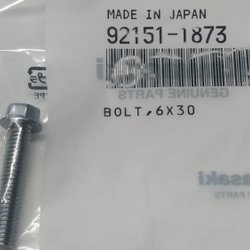 MADE IN JAPAN
92151-1873
GENUINE PARTS
BOLT,6X30